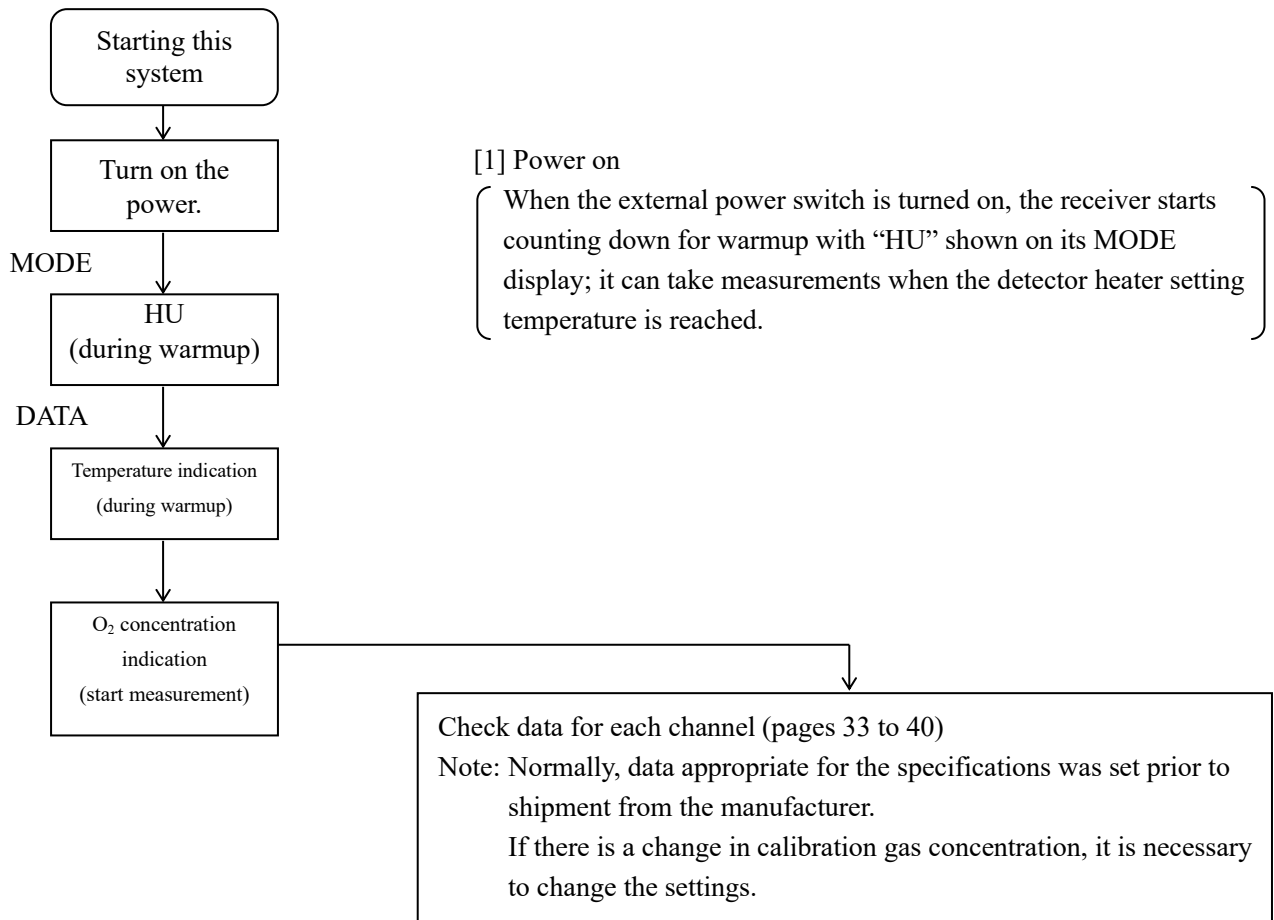 Starting this
system
Turn on the
power.
[1] Power on
When the external power switch is turned on, the receiver starts
counting down for warmup with “HU” shown on its MODE
display; it can take measurements when the detector heater setting
temperature is reached.
MODE
HU
(during warmup)
DATA
Temperature indication
(during warmup)
O₂ concentration
indication
(start measurement)
Check data for each channel (pages 33 to 40)
Note: Normally, data appropriate for the specifications was set prior to
shipment from the manufacturer.
If there is a change in calibration gas concentration, it is necessary
to change the settings.